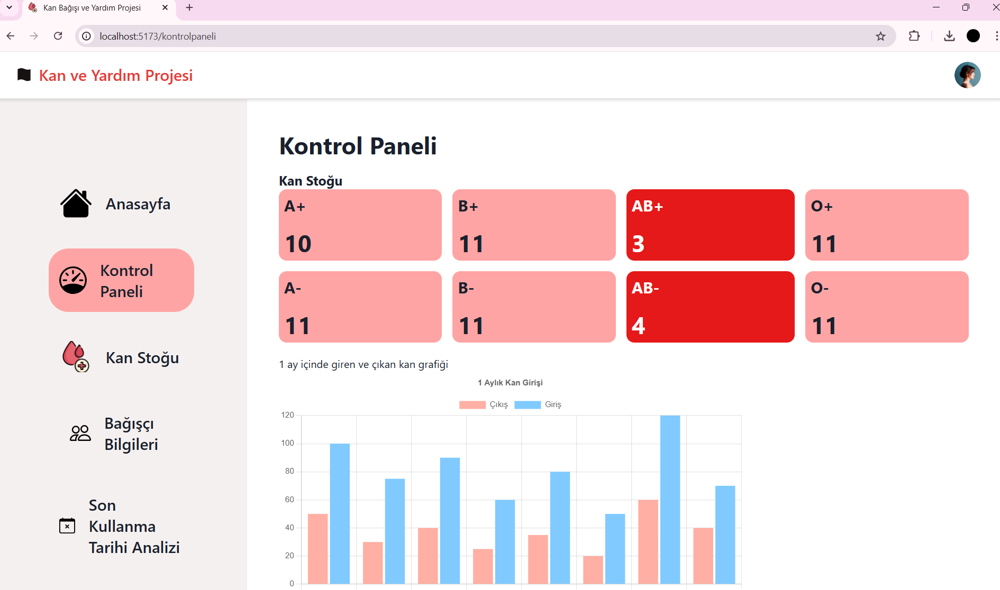 Kan Bağışı ve Yardım Projesi
localhost:5173/kontrolpaneli
Kan ve Yardım Projesi
Anasayfa
Kontrol
Paneli
Kan Stoğu
Bağışçı
Bilgileri
Son
Kullanma
Tarihi Analizi
Kontrol Paneli
Kan Stoğu
A+
10
B+
11
AB+
3
O+
11
A-
11
B-
11
AB-
4
O-
11
1 ay içinde giren ve çıkan kan grafiği
1 Aylık Kan Girişi
Çıkış
Giriş
120
100
80
60
40
20
0